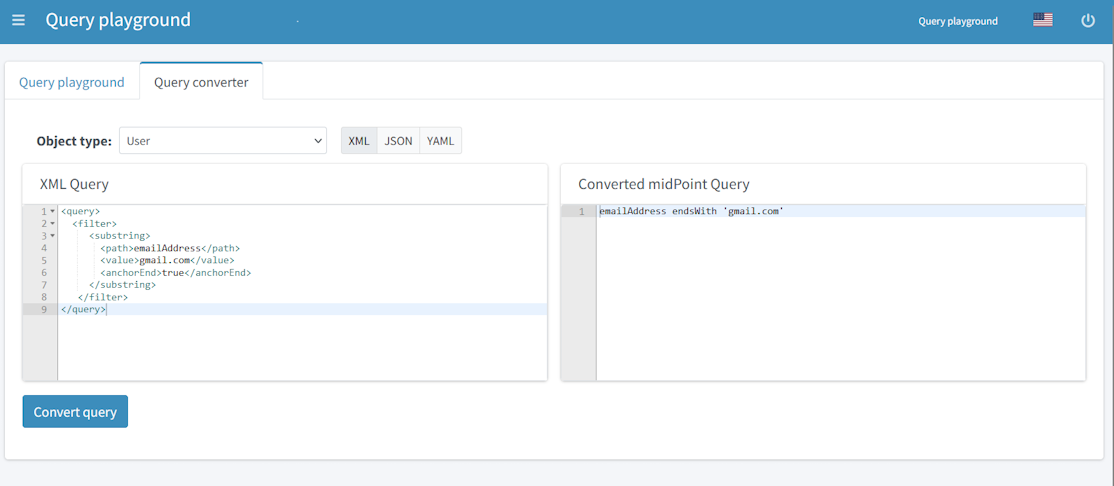 Query playground
Query playground
Query playground
Query converter
Object type:
User
XML
JSON
YAML
XML Query
1 <query>
2   <filter>
3     <substring>
4       <path>emailAddress</path>
5       <value>gmail.com</value>
6       <anchorEnd>true</anchorEnd>
7     </substring>
8   </filter>
9 </query>
Converted midPoint Query
1 emailAddress endsWith 'gmail.com'
Convert query